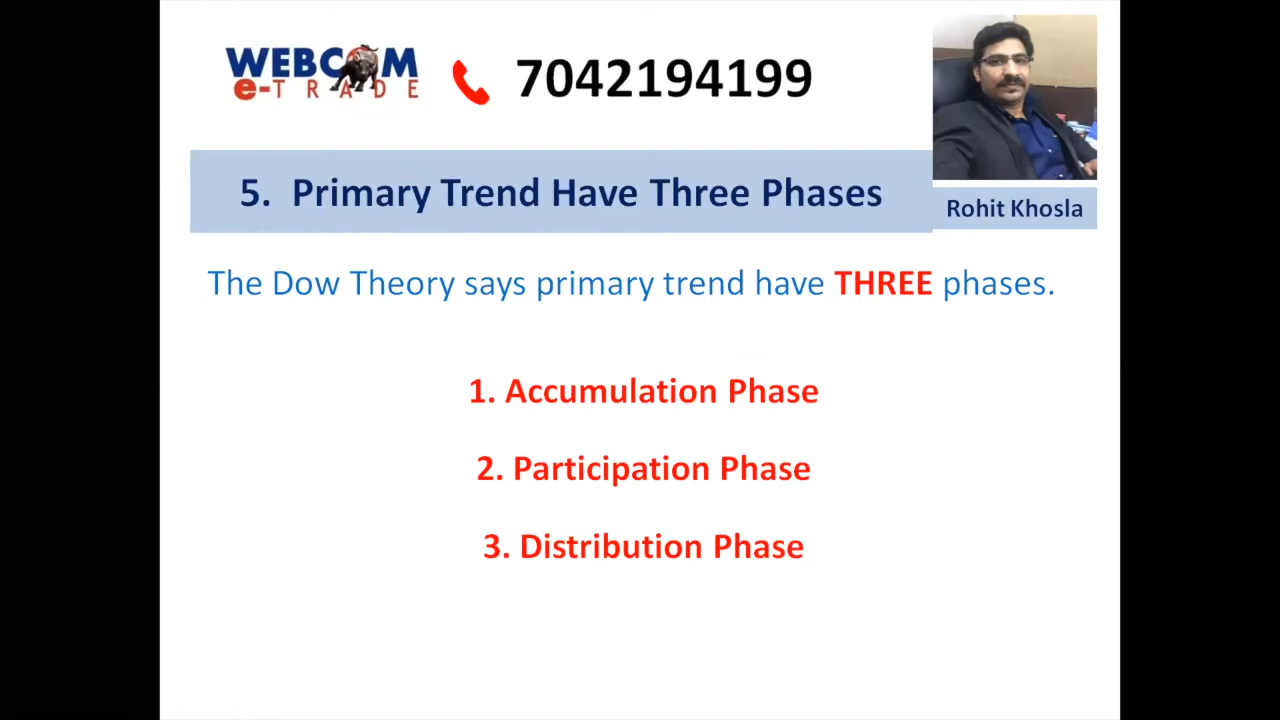 WEBCOM
e-TRADE
7042194199
5. Primary Trend Have Three Phases
Rohit Khosla
The Dow Theory says primary trend have THREE phases.
1. Accumulation Phase
2. Participation Phase
3. Distribution Phase